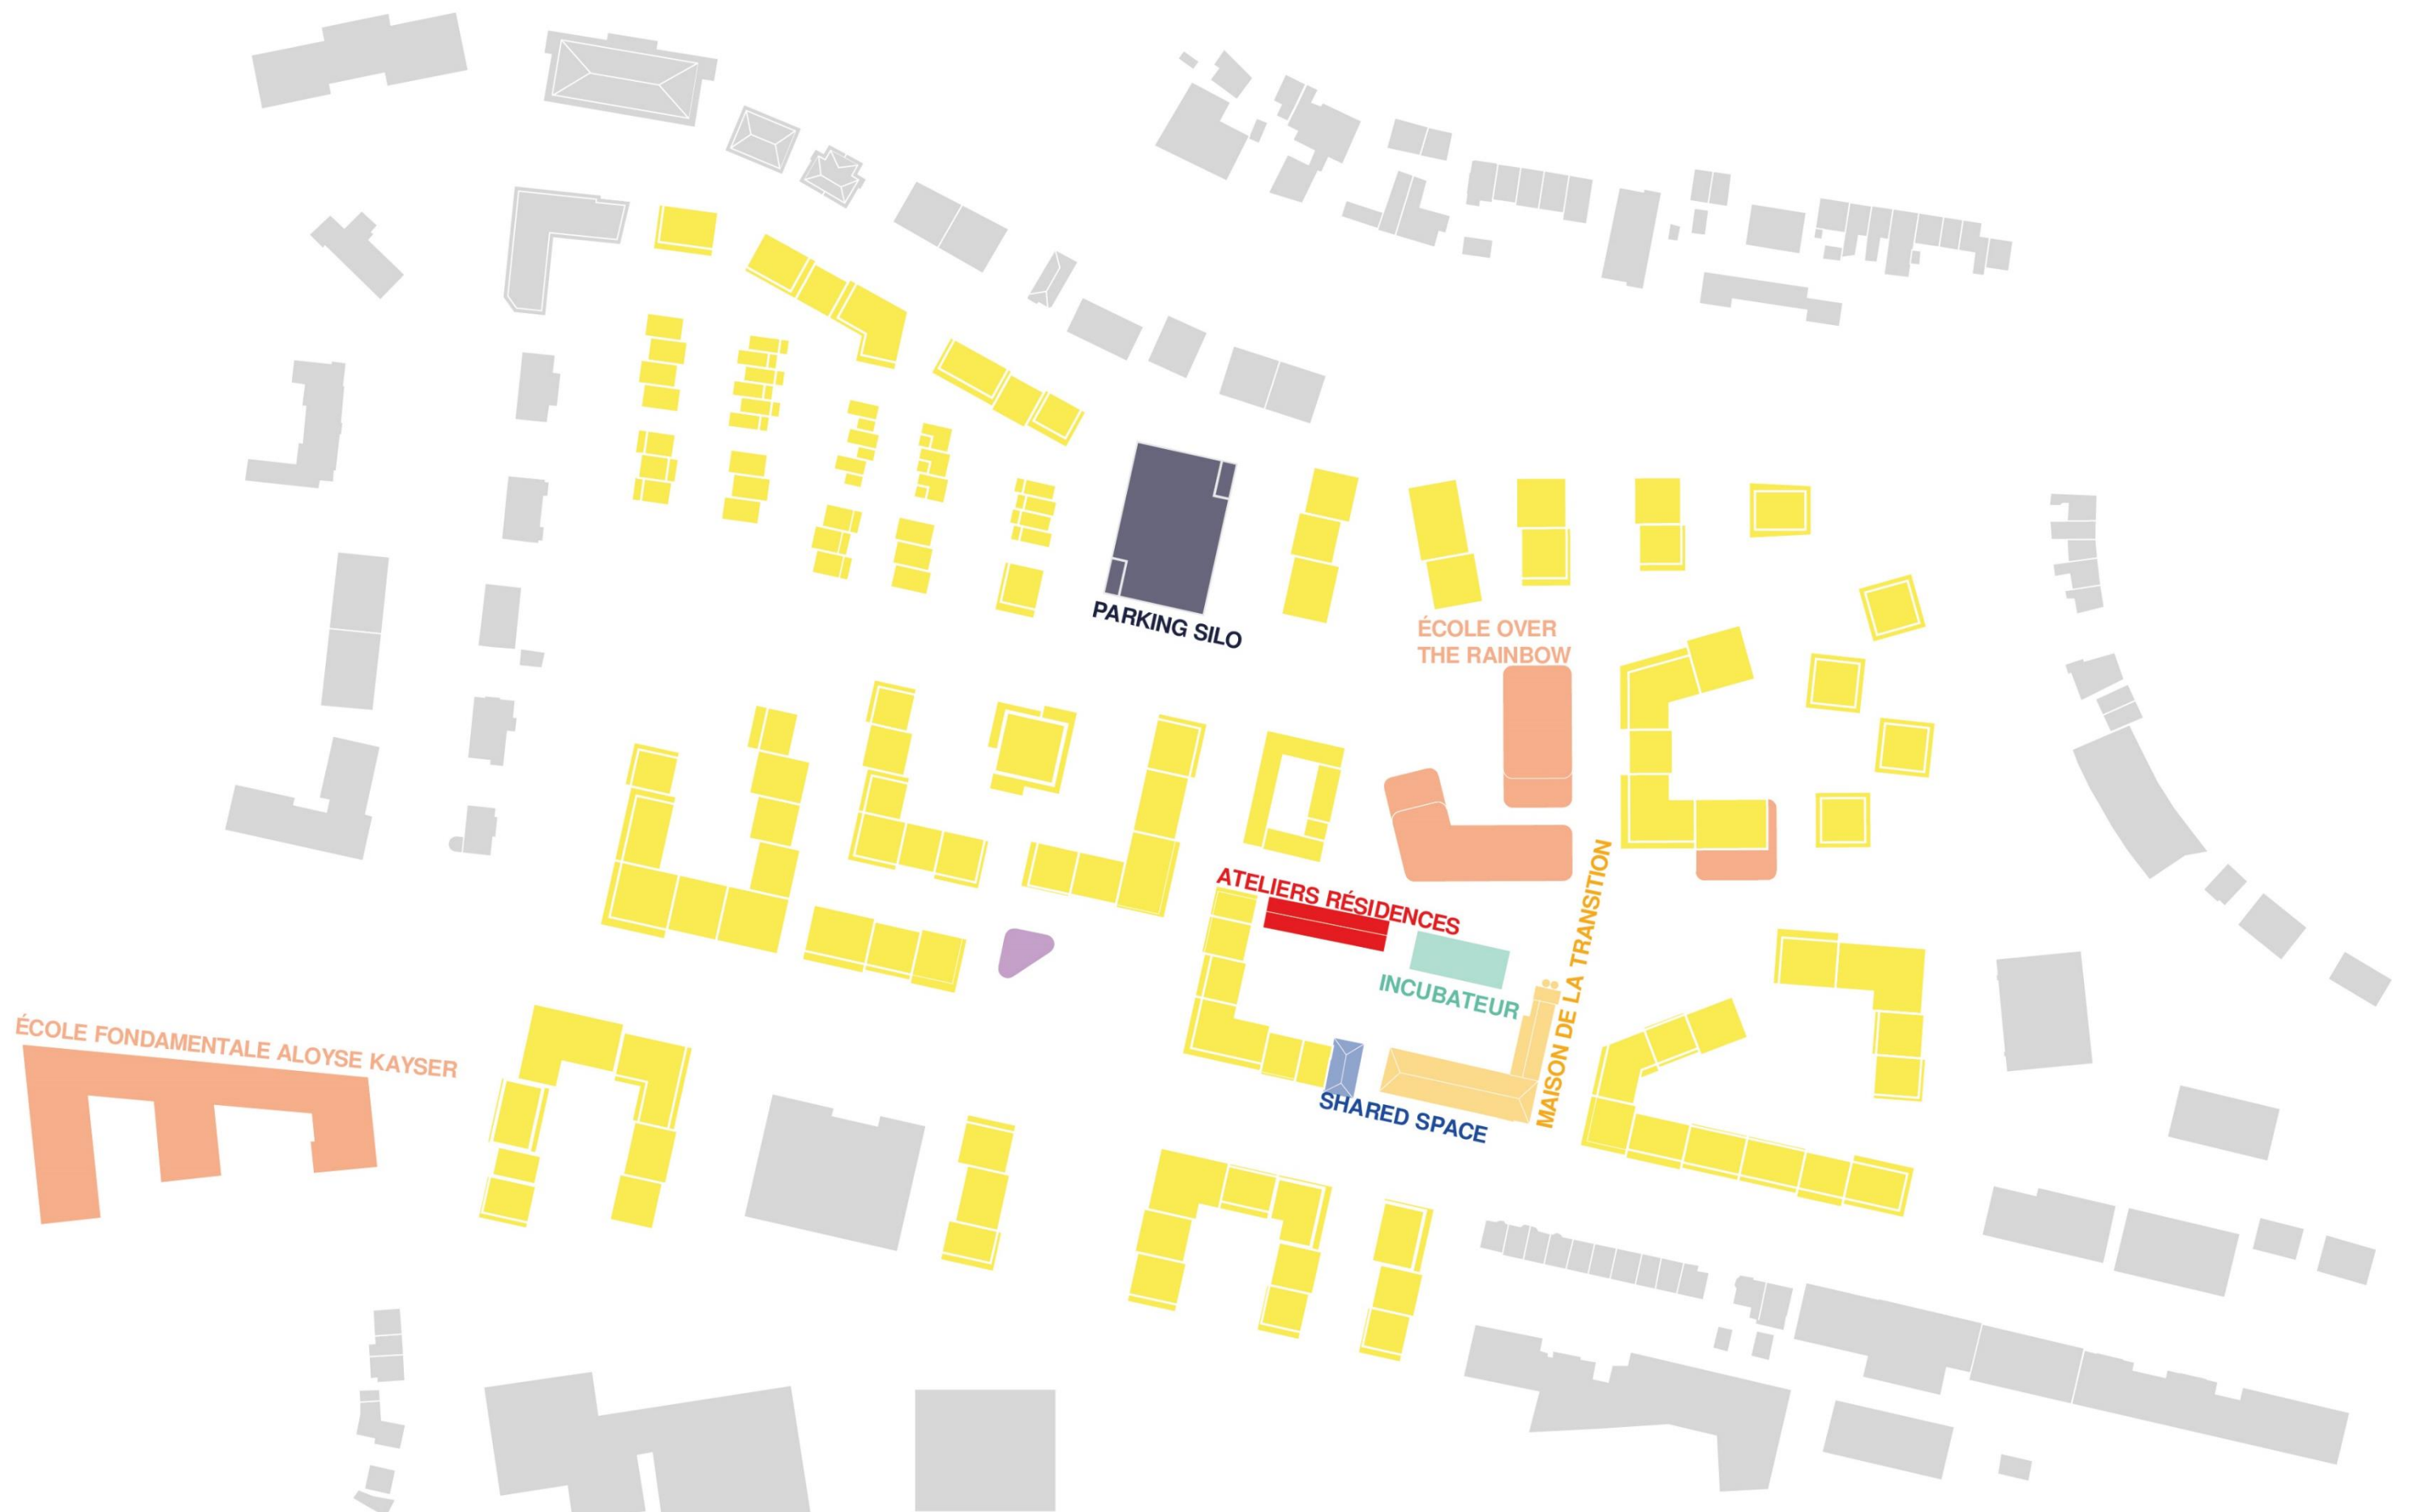 PARKING SILO
ÉCOLE OVER
THE RAINBOW
ATELIERS RÉSIDENCES
INCUBATEUR
MAISON DE LA TRANSITION
SHARED SPACE
ÉCOLE FONDAMENTALE ALOYSE KAYSER